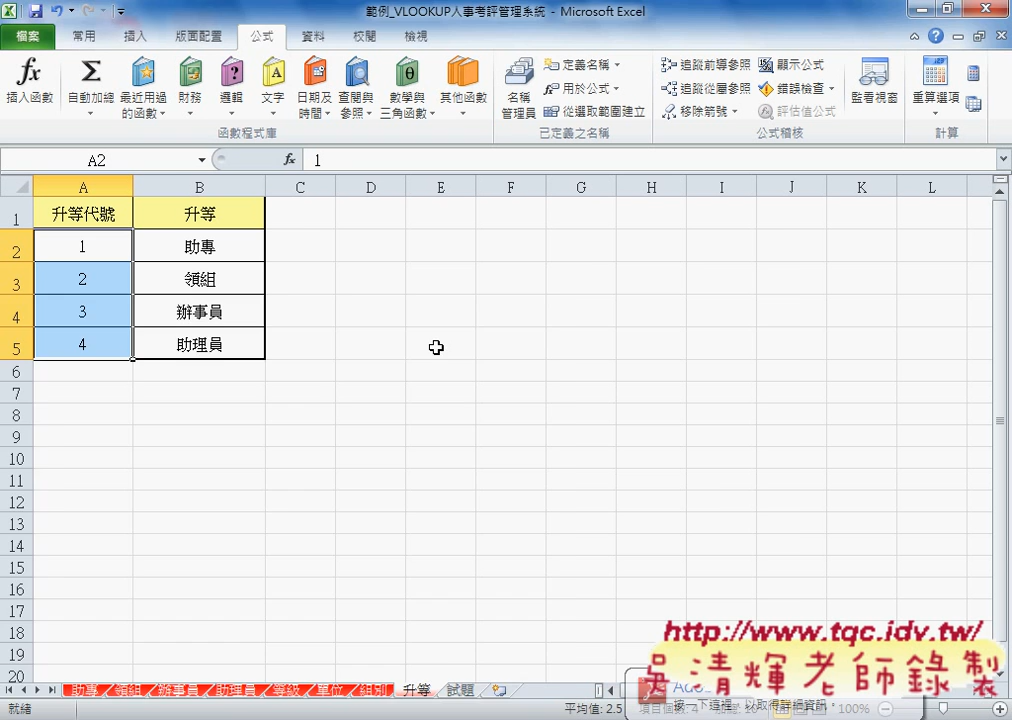 範例_VLOOKUP人事考評管理系統 - Microsoft Excel
檔案 常用 插入 版面配置 公式 資料 校閱 檢視
插入函數 自動加總 最近用過的函數 財務 邏輯 文字 日期及時間 查閱與參照 數學與三角函數 其他函數
函數程式庫
名稱管理員 定義名稱 用於公式 從選取範圍建立
已定義之名稱
追蹤前導參照 追蹤從屬參照 移除箭號 顯示公式 錯誤檢查 評估值公式 監看視窗
公式稽核
重算選項
計算
A2 fx 1
A B C D E F G H I J K L
1 升等代號 升等
2 1 助專
3 2 領組
4 3 辦事員
5 4 助理員
6
7
8
9
10
11
12
13
14
15
16
17
18
19
20
http://www.tqc.idv.tw/
吳清輝老師錄製
助專 領組 辦事員 助理員 等級 單位 組別 升等 試題
就緒 平均值: 2.5 100%